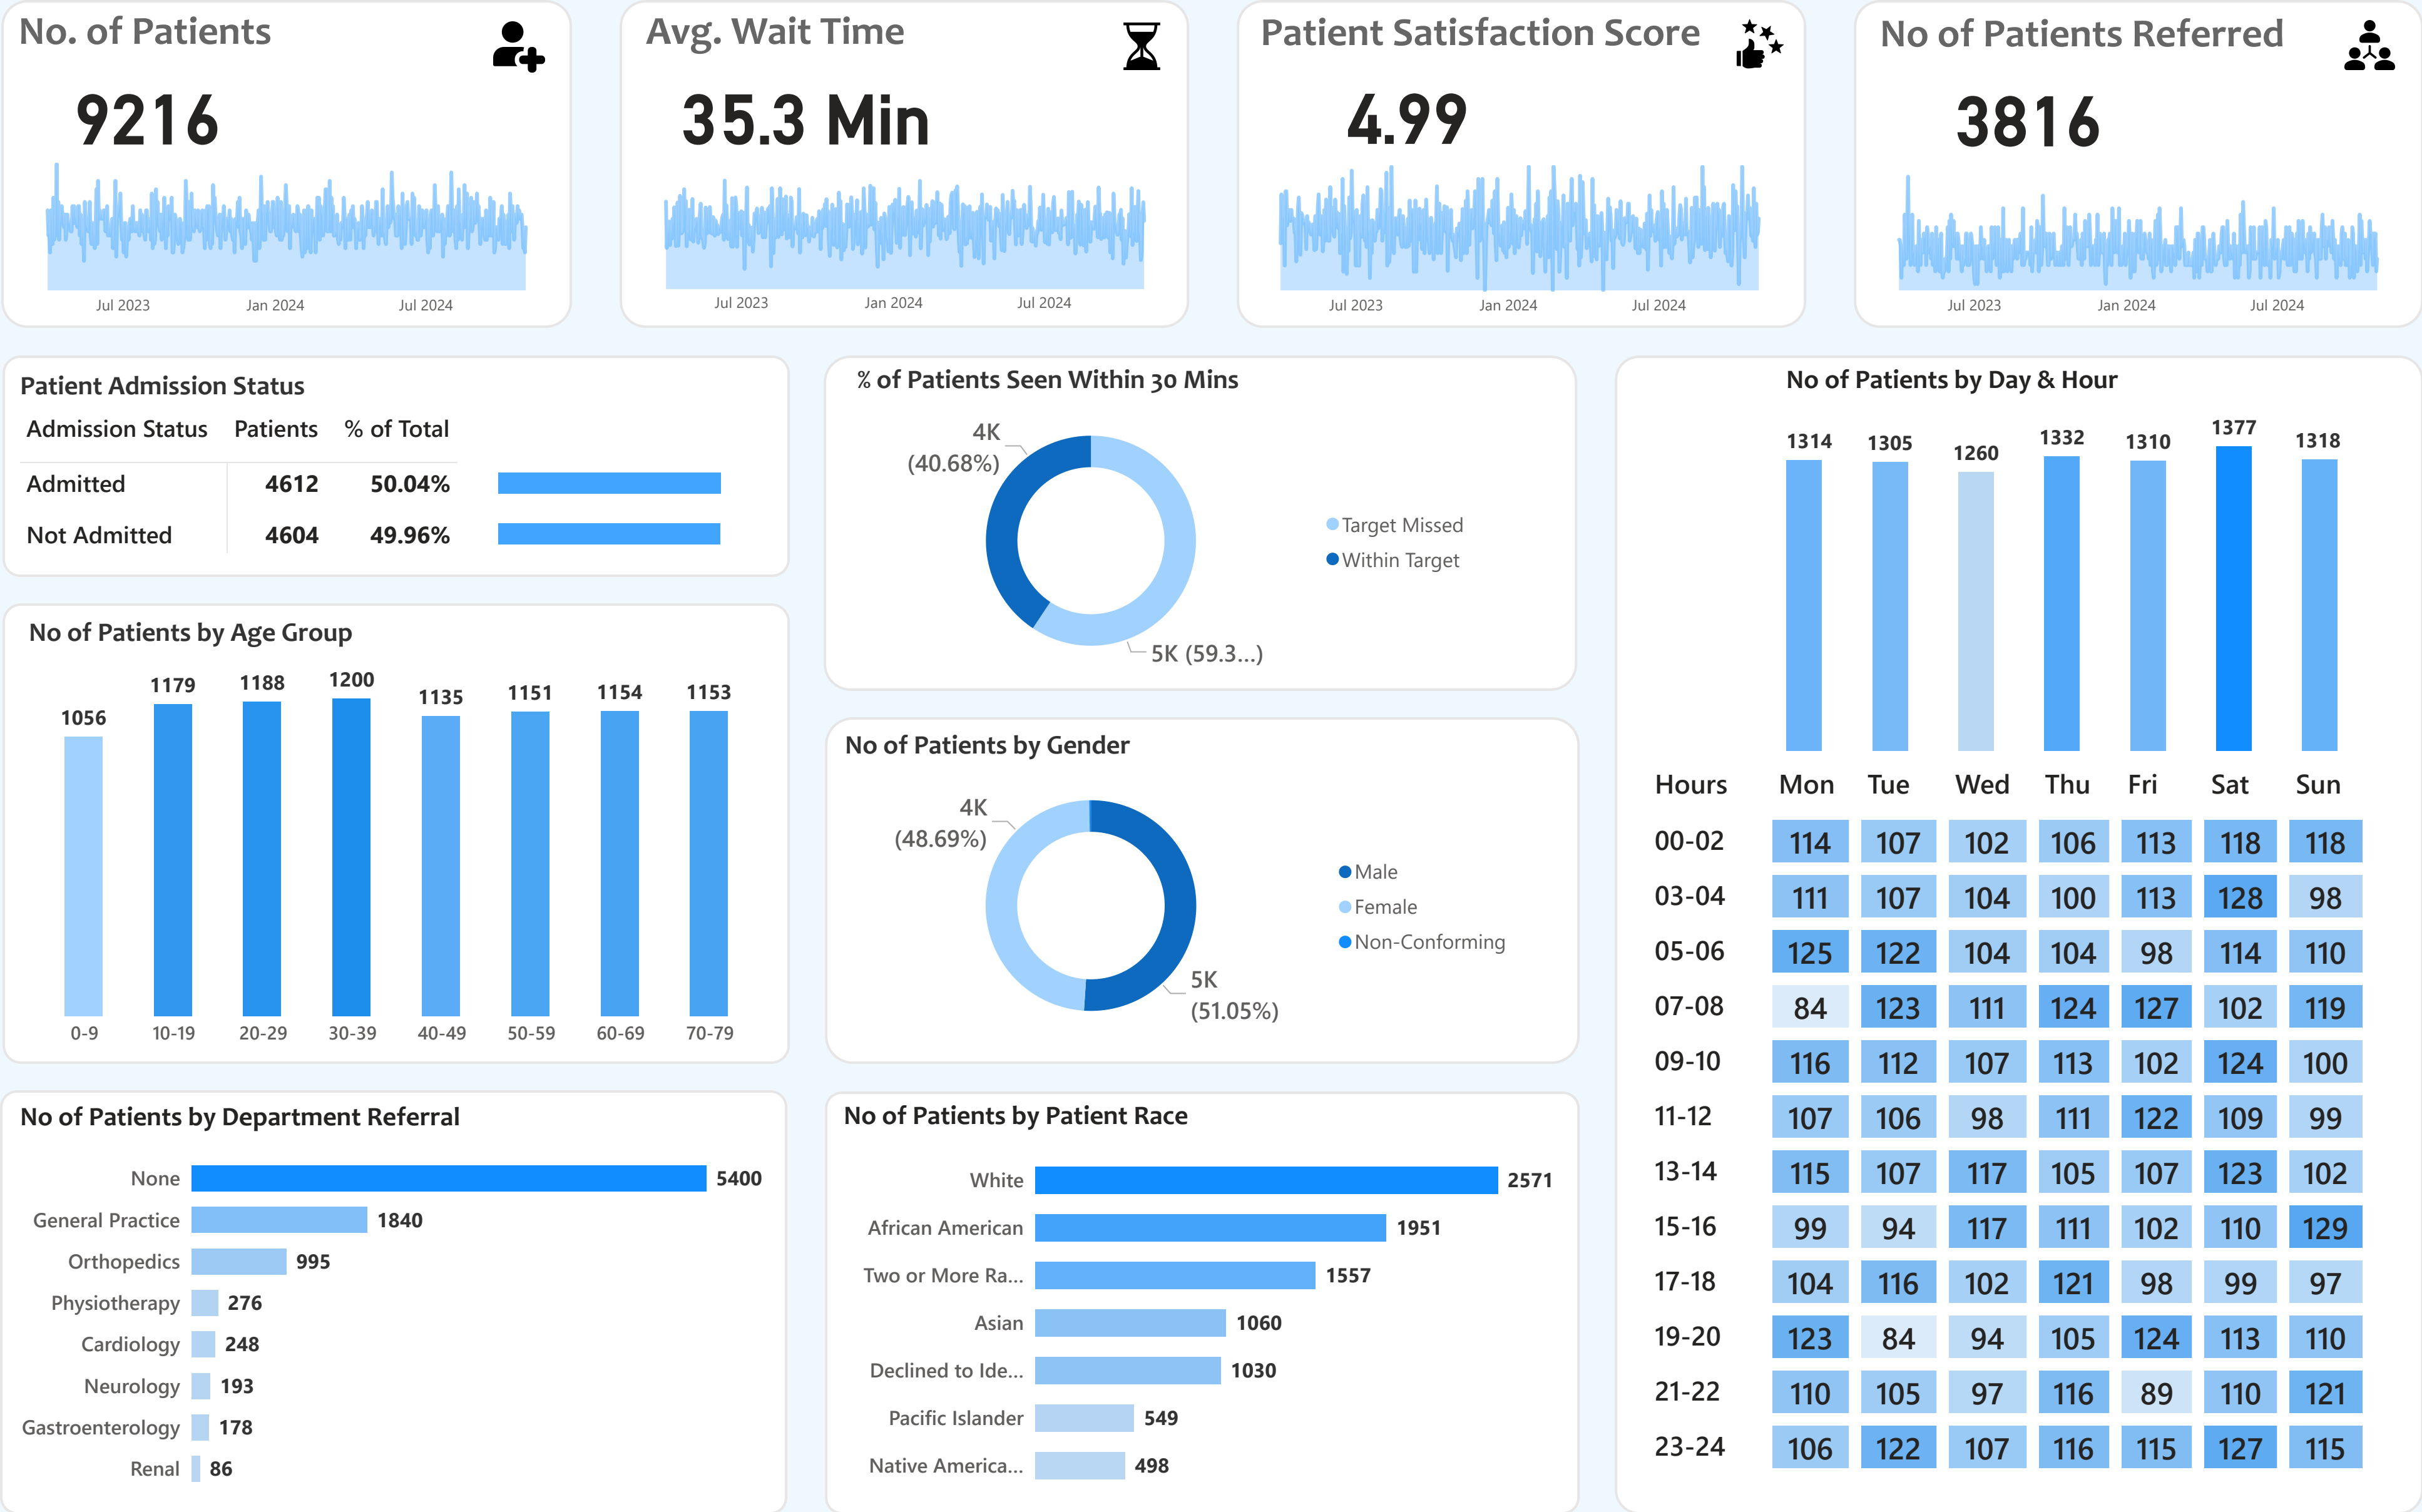 No. of Patients
9216
Jul 2023 Jan 2024 Jul 2024
Avg. Wait Time
35.3 Min
Jul 2023 Jan 2024 Jul 2024
Patient Satisfaction Score
4.99
Jul 2023 Jan 2024 Jul 2024
No of Patients Referred
3816
Jul 2023 Jan 2024 Jul 2024
Patient Admission Status
Admission Status Patients % of Total
Admitted 4612 50.04%
Not Admitted 4604 49.96%
No of Patients by Age Group
1056 1179 1188 1200 1135 1151 1154 1153
0-9 10-19 20-29 30-39 40-49 50-59 60-69 70-79
No of Patients by Department Referral
None 5400
General Practice 1840
Orthopedics 995
Physiotherapy 276
Cardiology 248
Neurology 193
Gastroenterology 178
Renal 86
% of Patients Seen Within 30 Mins
4K
(40.68%)
5K (59.3...)
Target Missed
Within Target
No of Patients by Gender
4K
(48.69%)
5K
(51.05%)
Male
Female
Non-Conforming
No of Patients by Patient Race
White 2571
African American 1951
Two or More Ra... 1557
Asian 1060
Declined to Ide... 1030
Pacific Islander 549
Native America... 498
No of Patients by Day & Hour
1314 1305 1260 1332 1310 1377 1318
Hours Mon Tue Wed Thu Fri Sat Sun
00-02 114 107 102 106 113 118 118
03-04 111 107 104 100 113 128 98
05-06 125 122 104 104 98 114 110
07-08 84 123 111 124 127 102 119
09-10 116 112 107 113 102 124 100
11-12 107 106 98 111 122 109 99
13-14 115 107 117 105 107 123 102
15-16 99 94 117 111 102 110 129
17-18 104 116 102 121 98 99 97
19-20 123 84 94 105 124 113 110
21-22 110 105 97 116 89 110 121
23-24 106 122 107 116 115 127 115